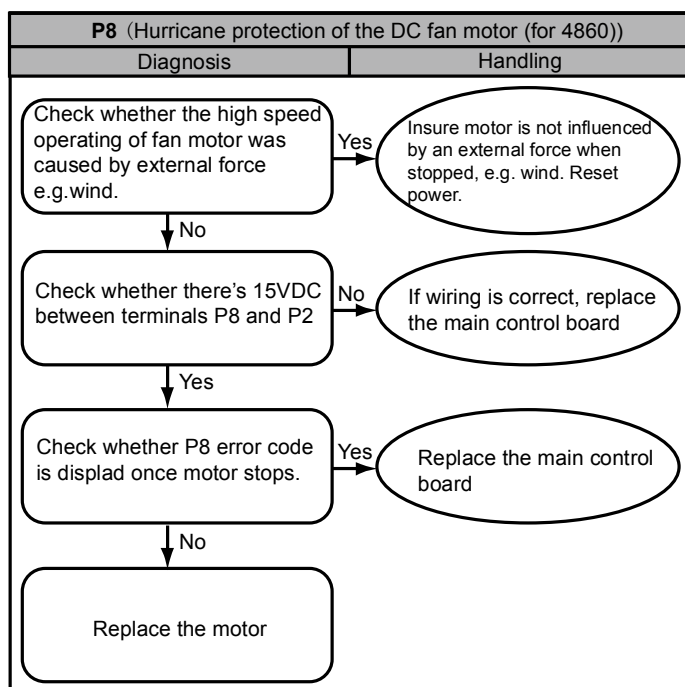 P8 (Hurricane protection of the DC fan motor (for 4860))
Diagnosis
Handling
Check whether the high speed
operating of fan motor was
caused by external force
e.g.wind.
Yes
Insure motor is not influenced
by an external force when
stopped, e.g. wind. Reset
power.
No
Check whether there's 15VDC
between terminals P8 and P2
No
If wiring is correct, replace
the main control board
Yes
Check whether P8 error code
is displad once motor stops.
Yes
Replace the main control
board
No
Replace the motor